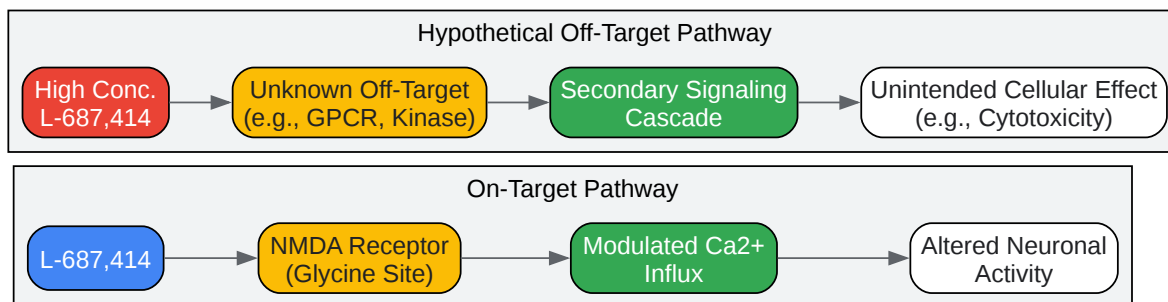 Hypothetical Off-Target Pathway
High Conc.
L-687,414
Unknown Off-Target
(e.g., GPCR, Kinase)
Secondary Signaling
Cascade
Unintended Cellular Effect
(e.g., Cytotoxicity)
On-Target Pathway
L-687,414
NMDA Receptor
(Glycine Site)
Modulated Ca2+
Influx
Altered Neuronal
Activity